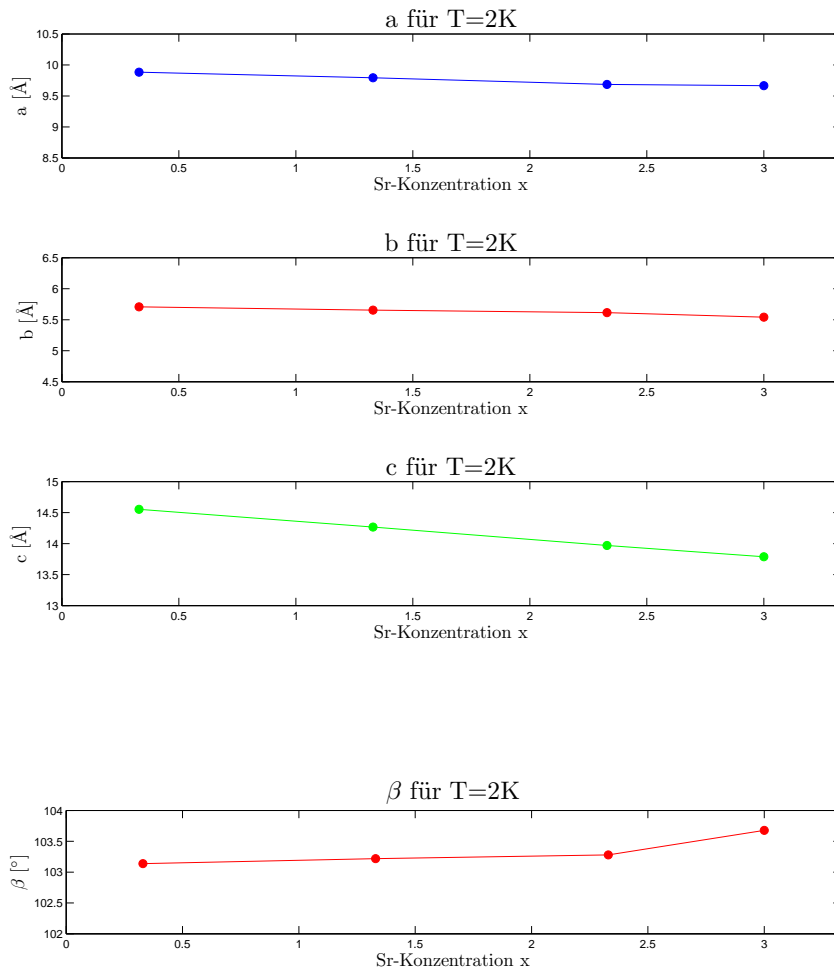 a für T=2K
10.5
10
9.5
9
8.5
a [Å]
0 0.5 1 1.5 2 2.5 3
Sr-Konzentration x
b für T=2K
6.5
6
5.5
5
4.5
b [Å]
0 0.5 1 1.5 2 2.5 3
Sr-Konzentration x
c für T=2K
15
14.5
14
13.5
13
c [Å]
0 0.5 1 1.5 2 2.5 3
Sr-Konzentration x
β für T=2K
104
103.5
103
102.5
102
β [°]
0 0.5 1 1.5 2 2.5 3
Sr-Konzentration x